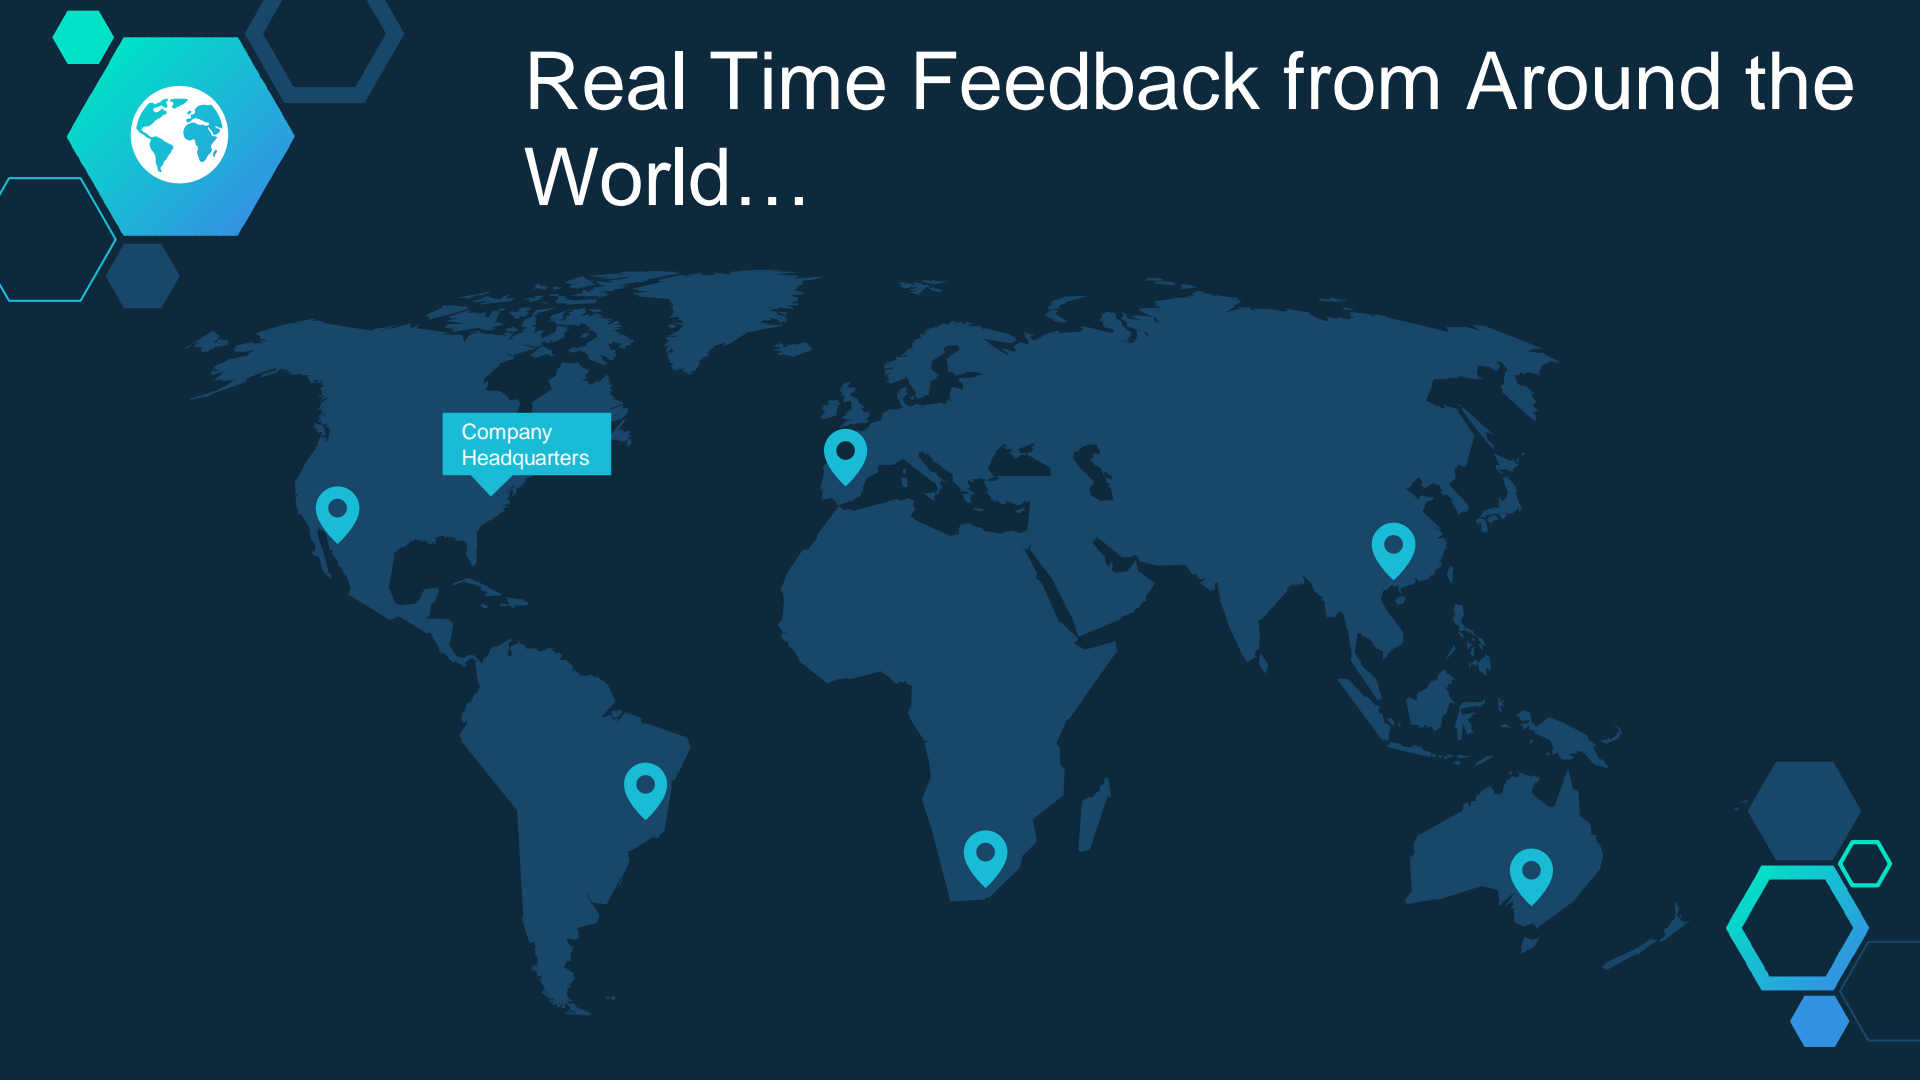 Real Time Feedback from Around the
World…
Company
Headquarters